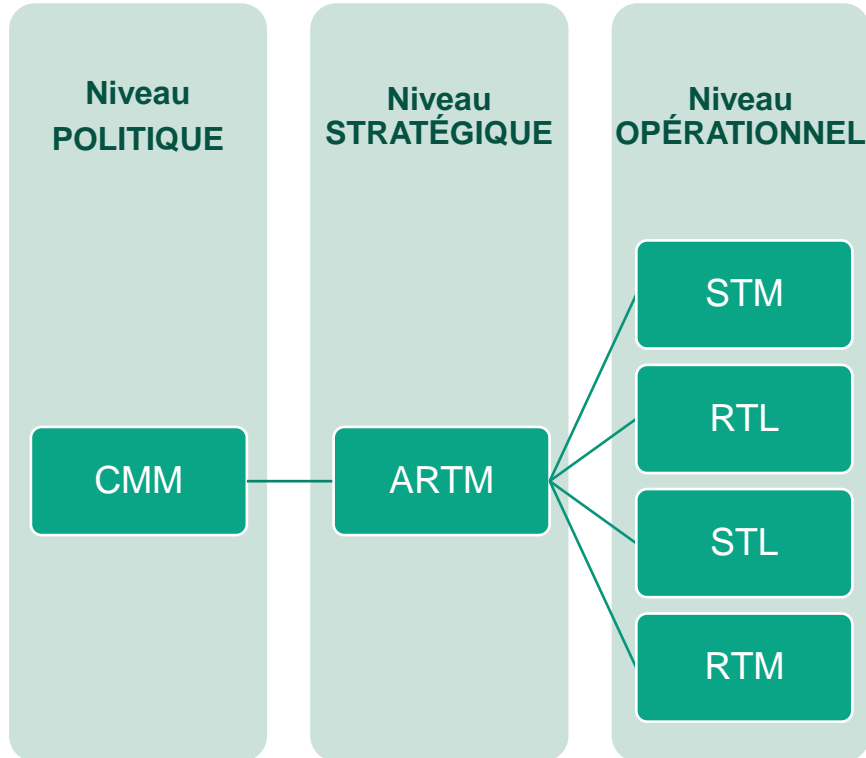 Niveau
POLITIQUE
Niveau
STRATÉGIQUE
Niveau
OPÉRATIONNEL
CMM
ARTM
STM
RTL
STL
RTM